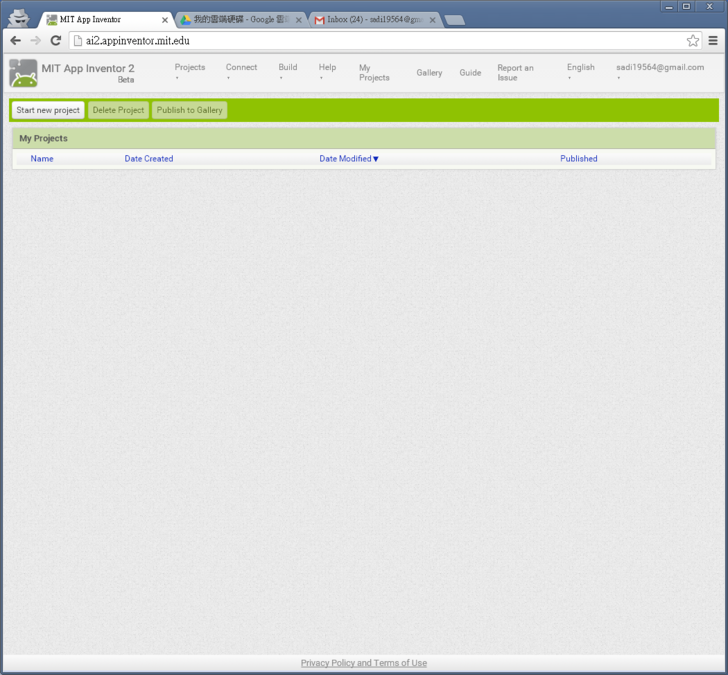 MIT App Inventor
我的雲端硬碟 - Google 雲
Inbox (24) - sadi19564@gm
ai2.appinventor.mit.edu
MIT App Inventor 2
Beta
Projects
Connect
Build
Help
My
Projects
Gallery
Guide
Report an
Issue
English
sadi19564@gmail.com
Start new project
Delete Project
Publish to Gallery
My Projects
Name
Date Created
Date Modified▼
Published
Privacy Policy and Terms of Use